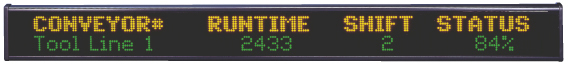 CONVEYOR# RUNTIME SHIFT STATUS
Tool Line 1 2433 2 84%